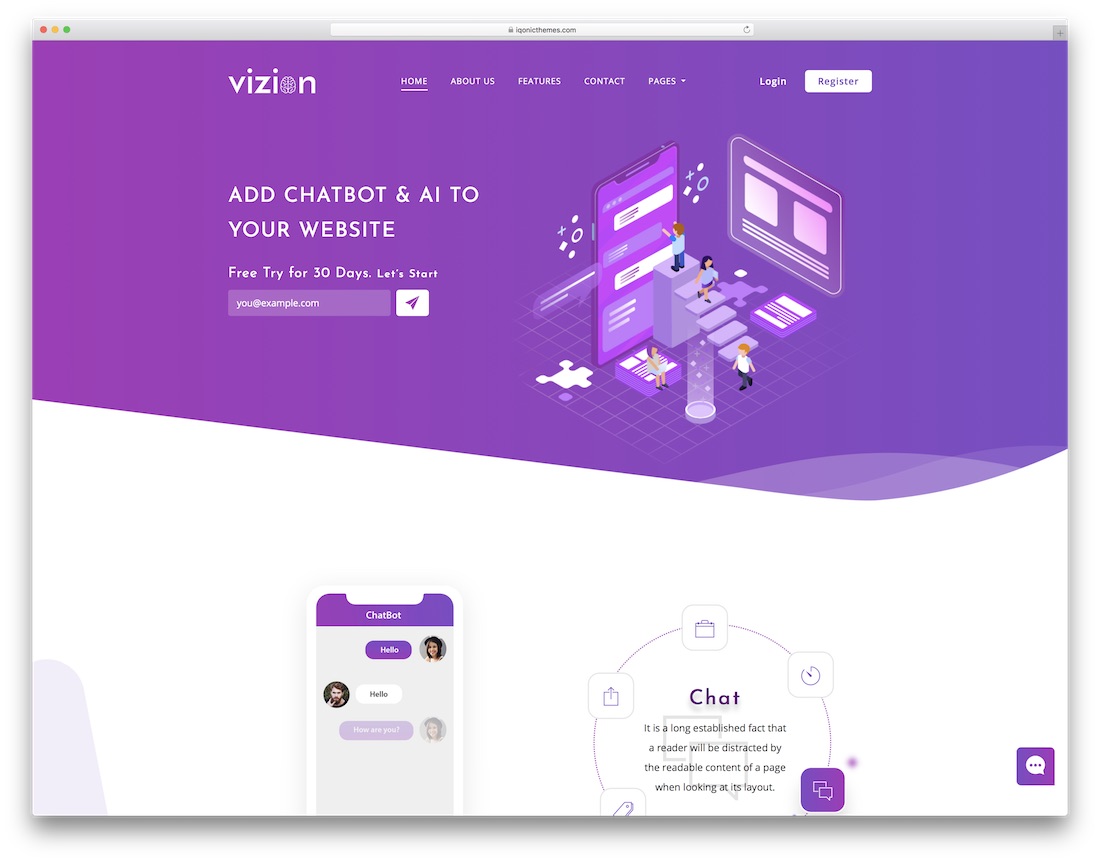 iqonicthemes.com
vizion
HOME
ABOUT US
FEATURES
CONTACT
PAGES
Login
Register
ADD CHATBOT & AI TO
YOUR WEBSITE
Free Try for 30 Days. Let's Start
you@example.com
ChatBot
Hello
Hello
How are you?
Chat
It is a long established fact that
a reader will be distracted by
the readable content of a page
when looking at its layout.